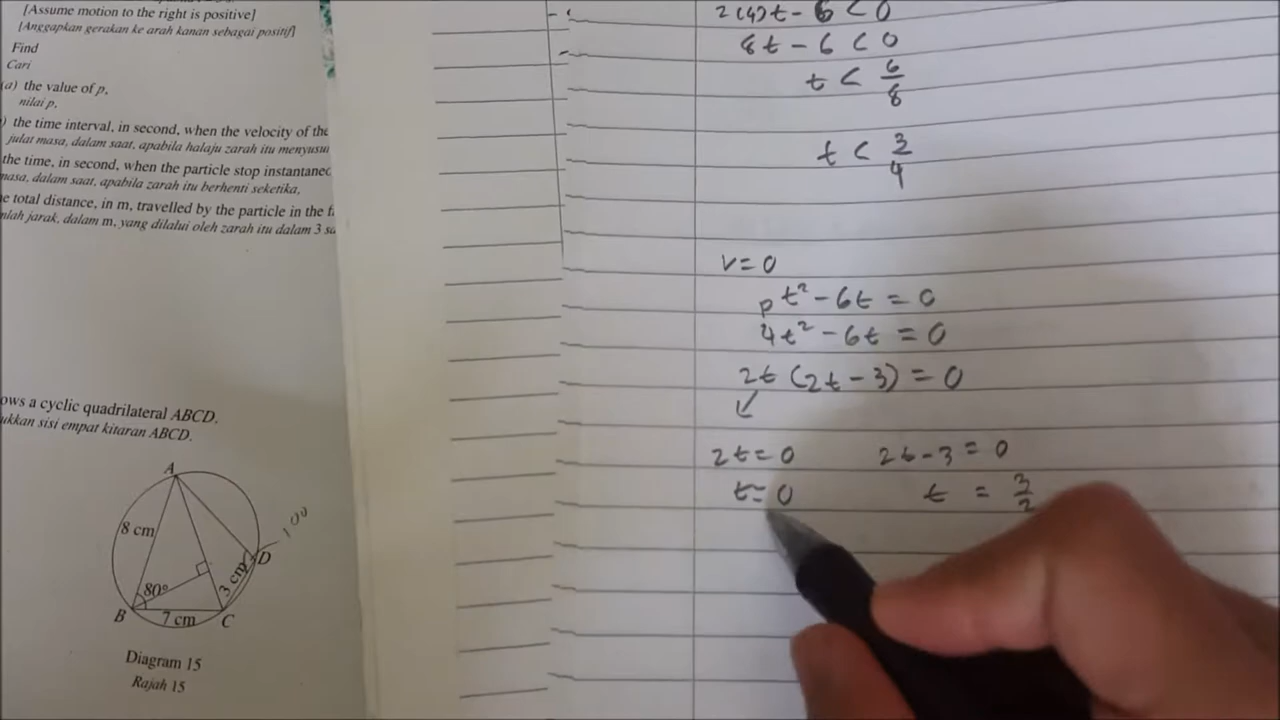 [Assume motion to the right is positive]
[Anggapkan gerakan ke arah kanan sebagai positif]
Find
Cari
(a) the value of p,
nilai p,
) the time interval, in second, when the velocity of the
julat masa, dalam saat, apabila halaju zarah itu menyusu
the time, in second, when the particle stop instantaneo
masa, dalam saat, apabila zarah itu berhenti seketika,
e total distance, in m, travelled by the particle in the fi
mlah jarak, dalam m, yang dilalui oleh zarah itu dalam 3 sa
ows a cyclic quadrilateral ABCD.
ukkan sisi empat kitaran ABCD.
A
8 cm
100
D
80°
3 cm
B
7 cm
C
Diagram 15
Rajah 15
2(4)t - 6 < 0
8t - 6 < 0
t < 6/8
t < 3/4
v = 0
pt² - 6t = 0
4t² - 6t = 0
2t (2t - 3) = 0
2t = 0 2t - 3 = 0
t = 0 t = 3/2